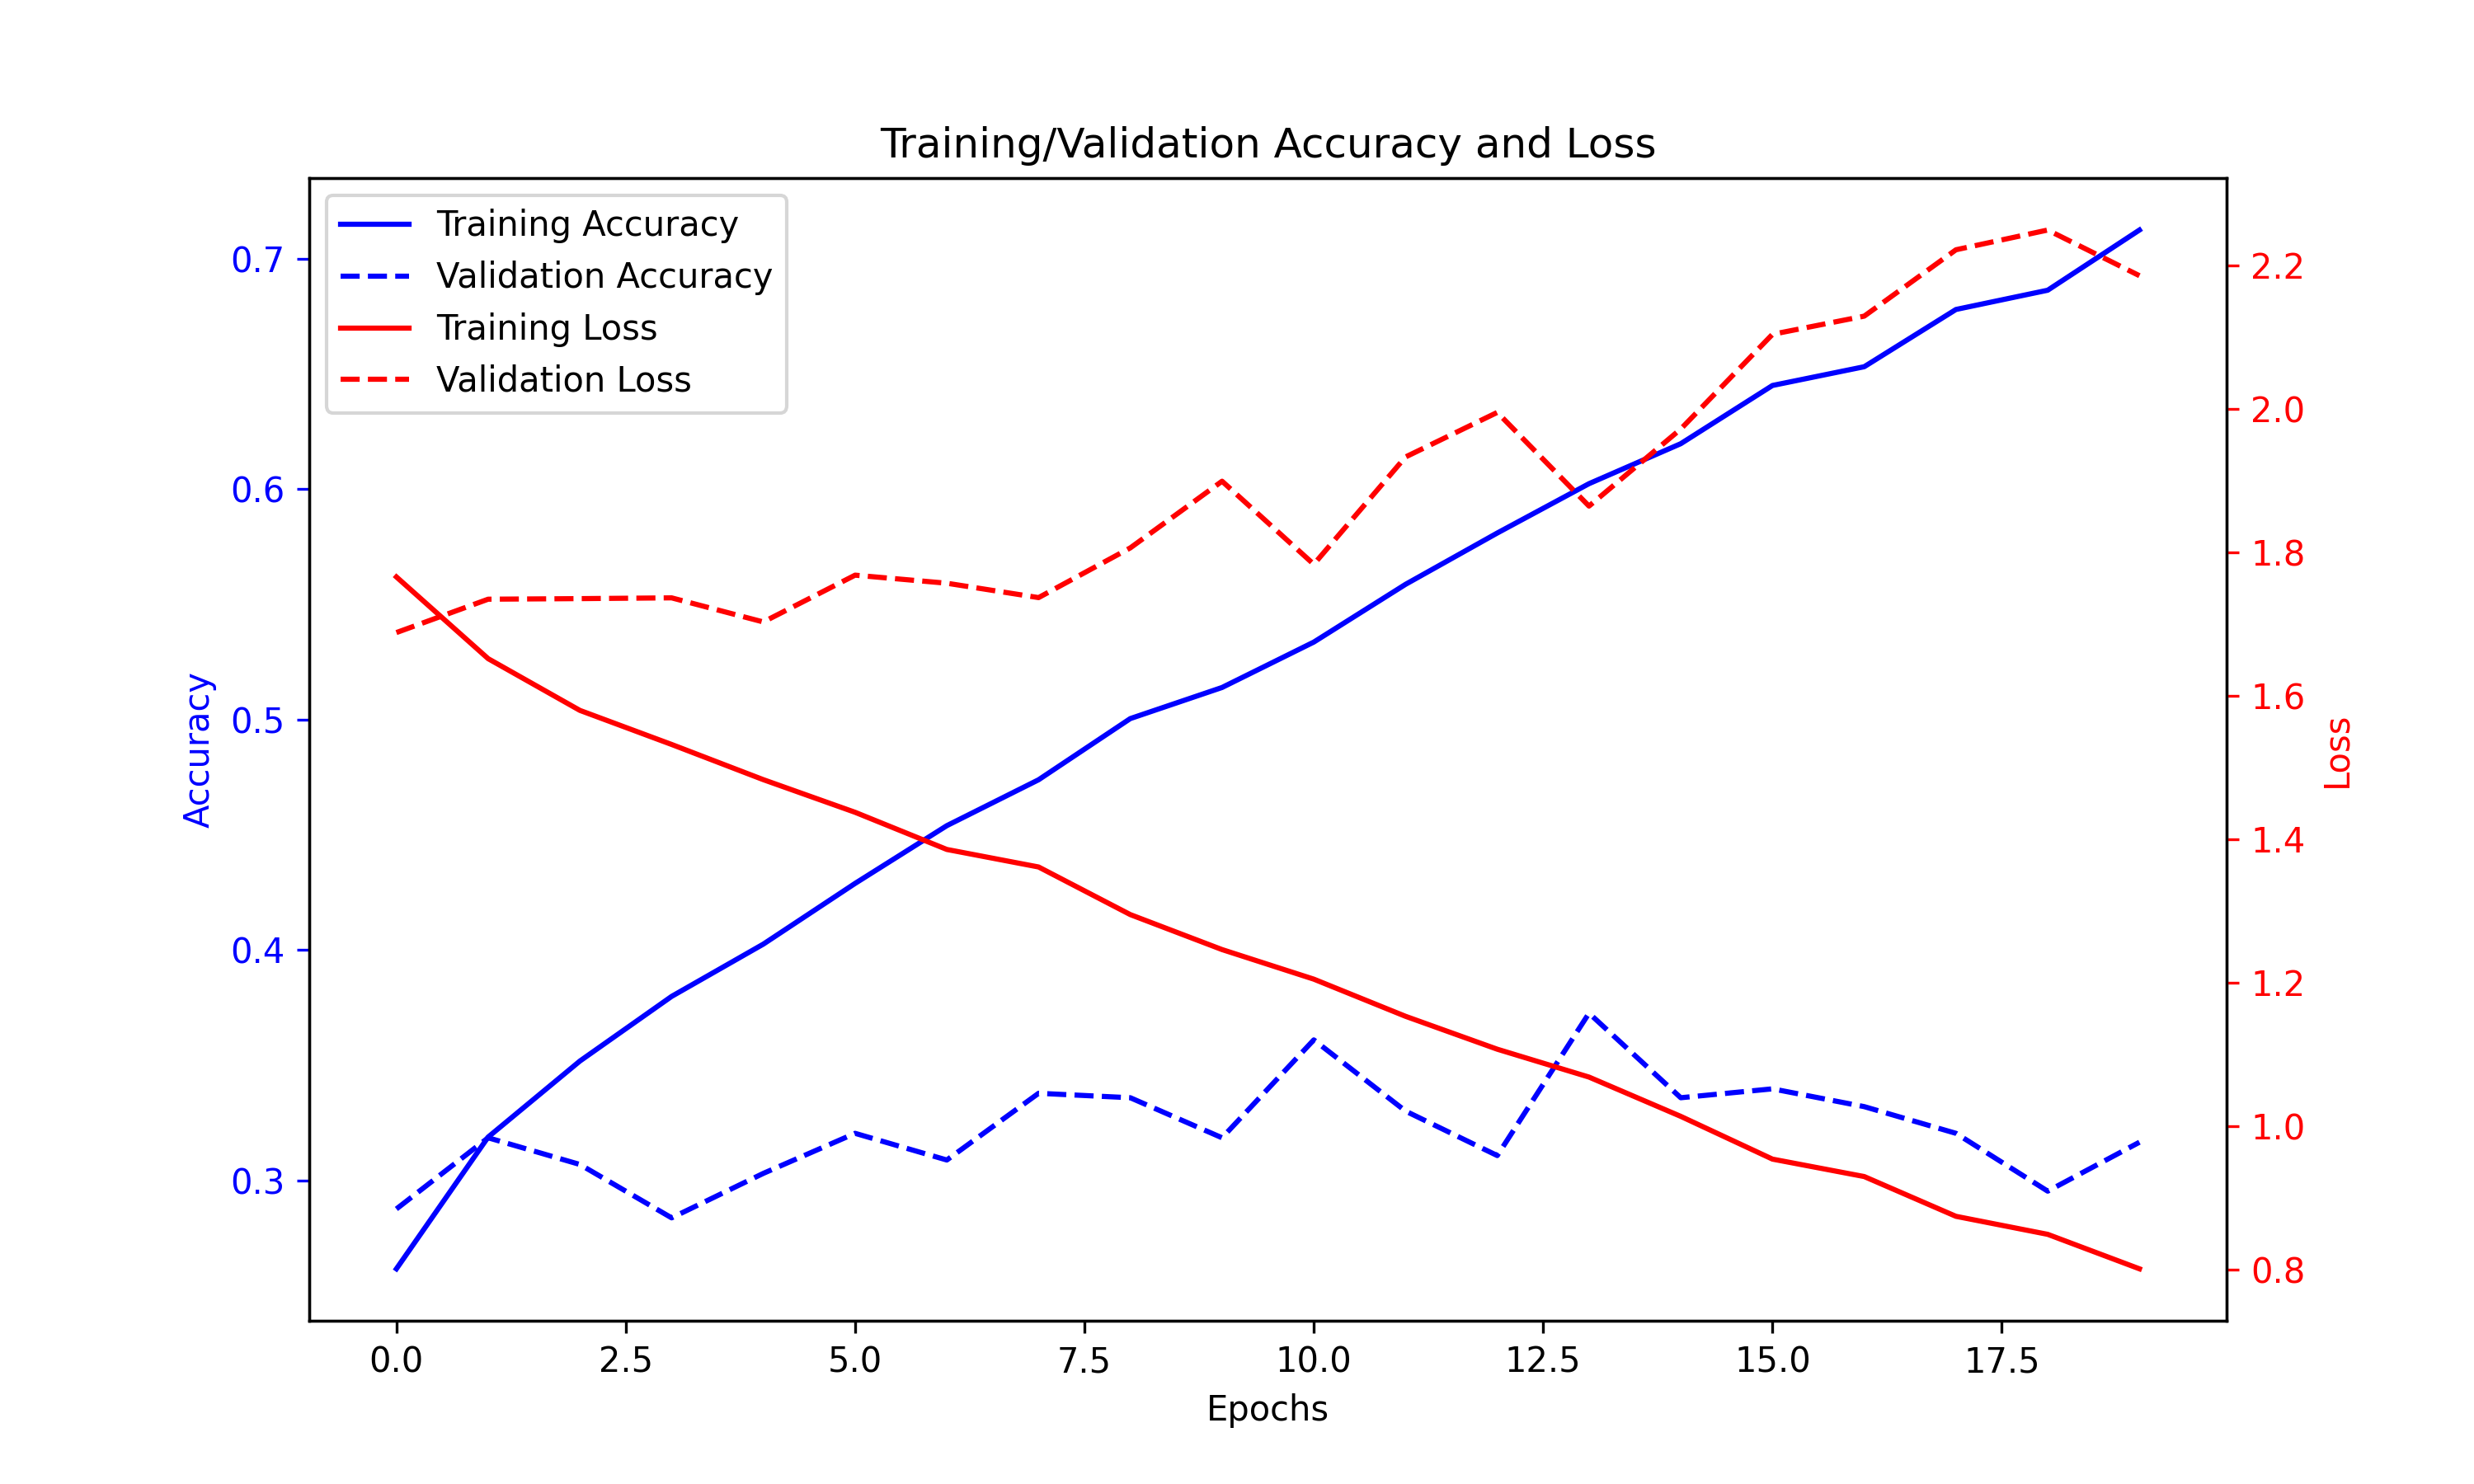 Training/Validation Accuracy and Loss
Training Accuracy
Validation Accuracy
Training Loss
Validation Loss
0.7
0.6
0.5
0.4
0.3
Accuracy
2.2
2.0
1.8
1.6
1.4
1.2
1.0
0.8
Loss
0.0 2.5 5.0 7.5 10.0 12.5 15.0 17.5
Epochs